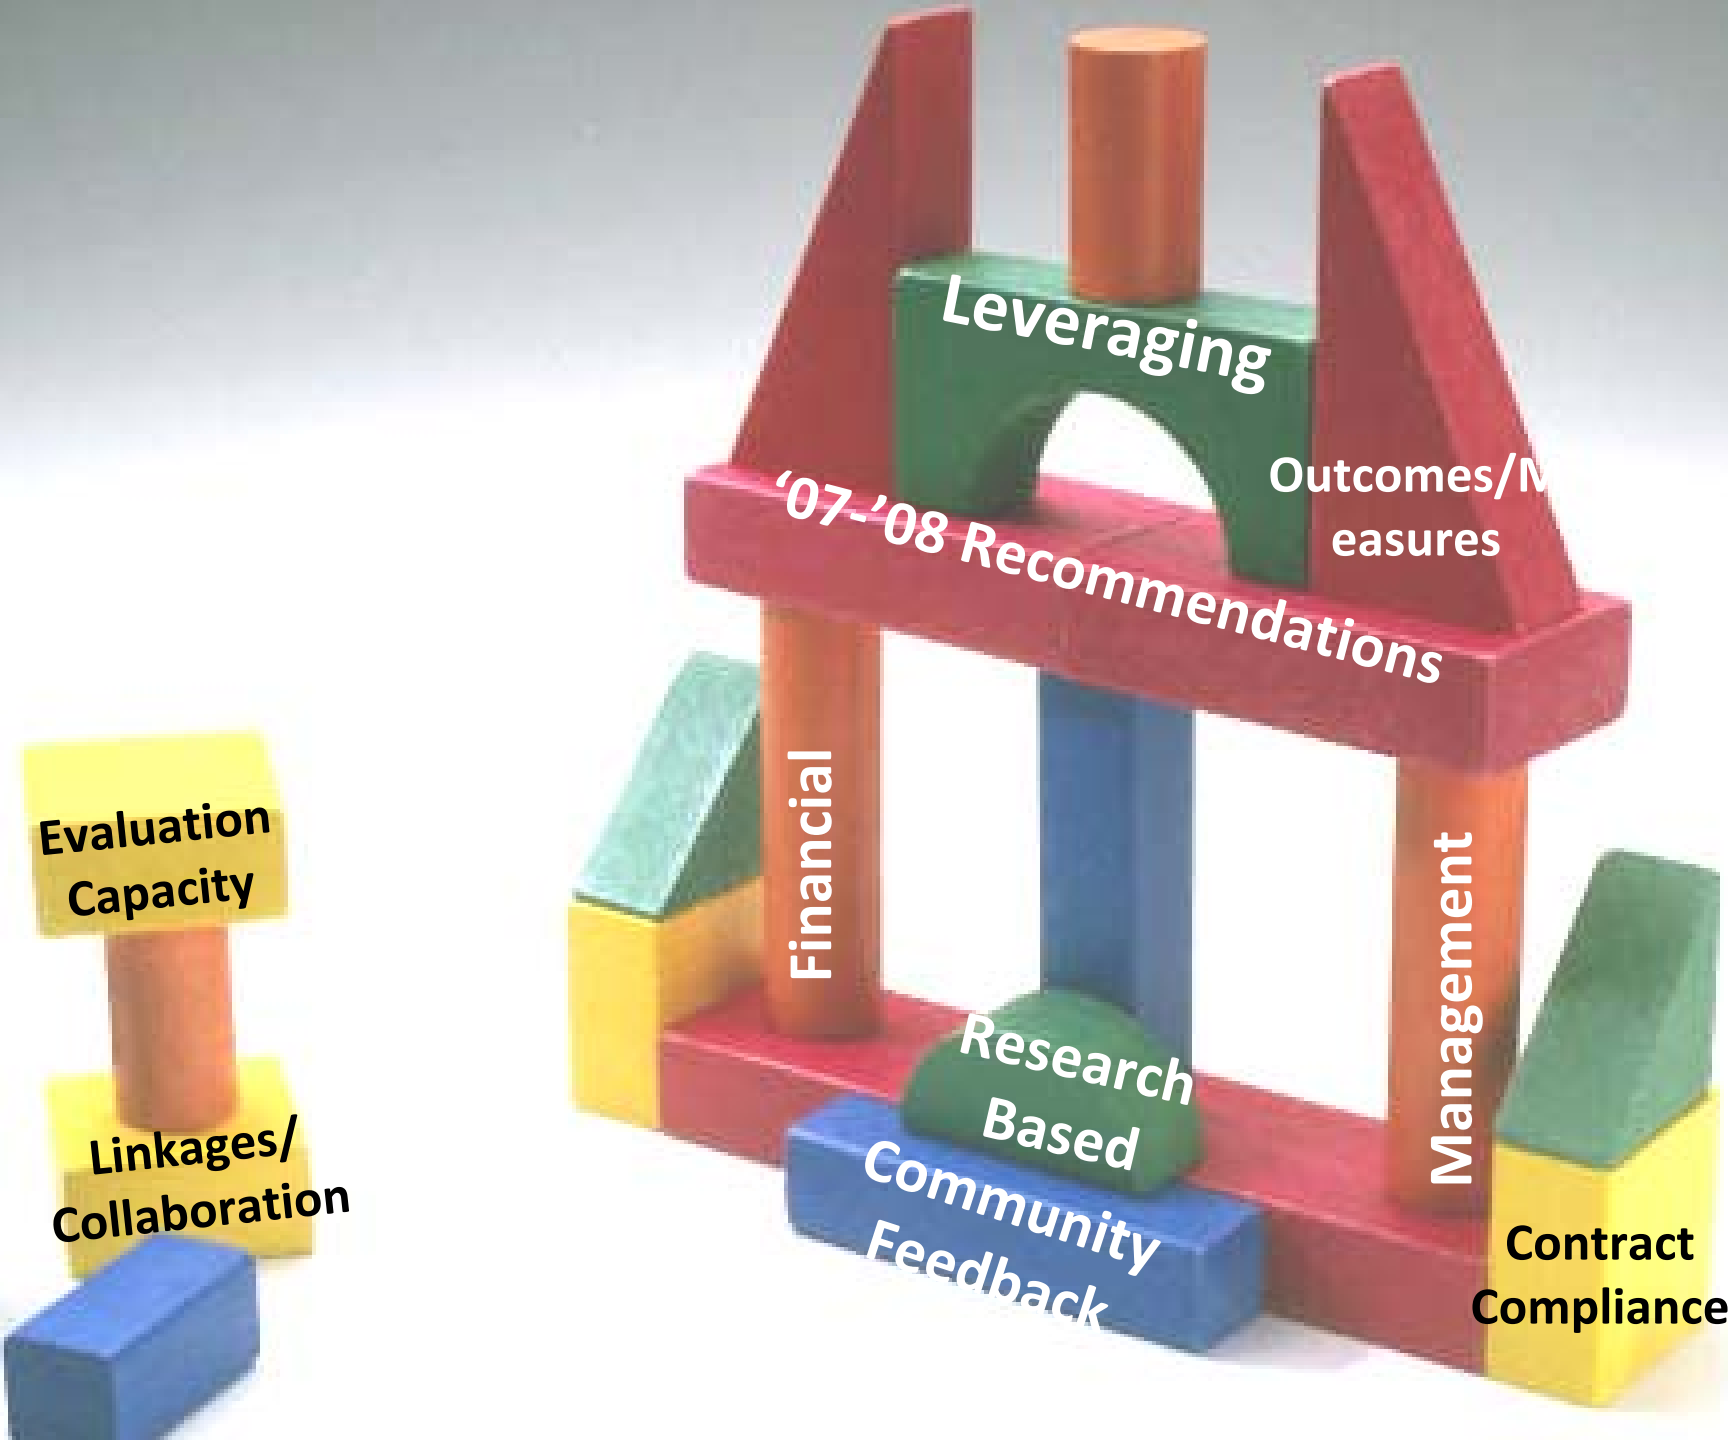 Leveraging
Outcomes/M
easures
‘07-’08 Recommendations
Financial
Management
Evaluation
Capacity
Linkages/
Collaboration
Research
Based
Community
Feedback
Contract
Compliance